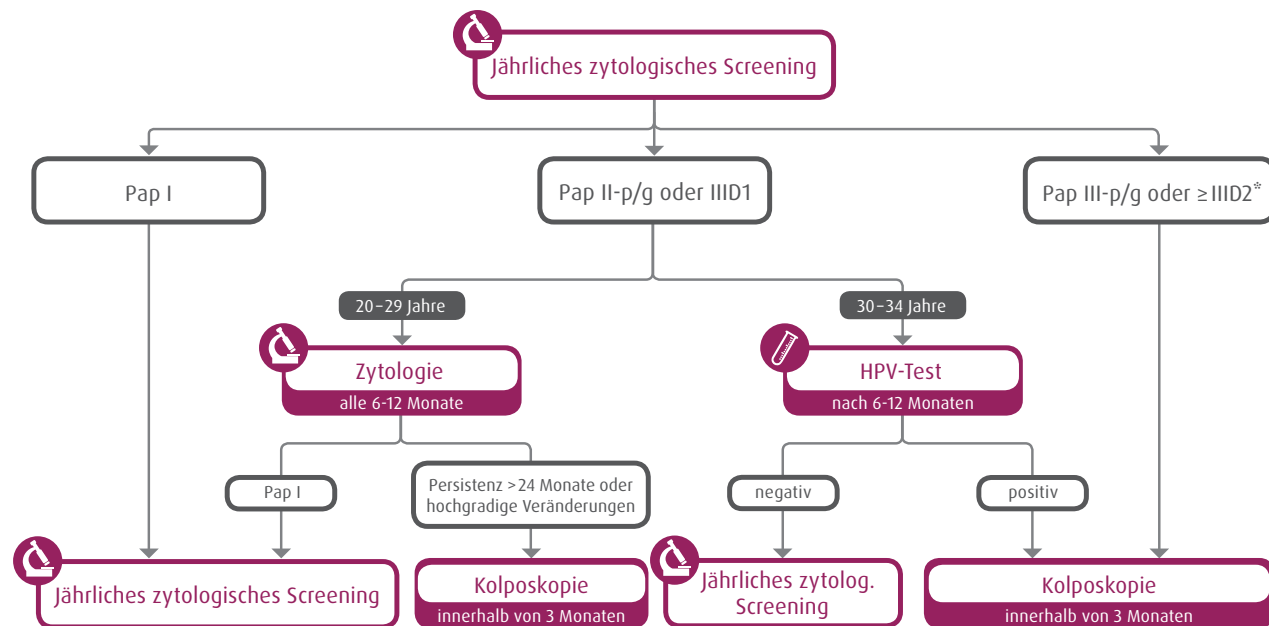 Jährliches zytologisches Screening
Pap I
Pap II-p/g oder IIID1
Pap III-p/g oder ≥ IIID2*
20–29 Jahre
30–34 Jahre
Zytologie
alle 6-12 Monate
HPV-Test
nach 6-12 Monaten
Pap I
Persistenz >24 Monate oder
hochgradige Veränderungen
negativ
positiv
Jährliches zytologisches Screening
Kolposkopie
innerhalb von 3 Monaten
Jährliches zytolog.
Screening
Kolposkopie
innerhalb von 3 Monaten